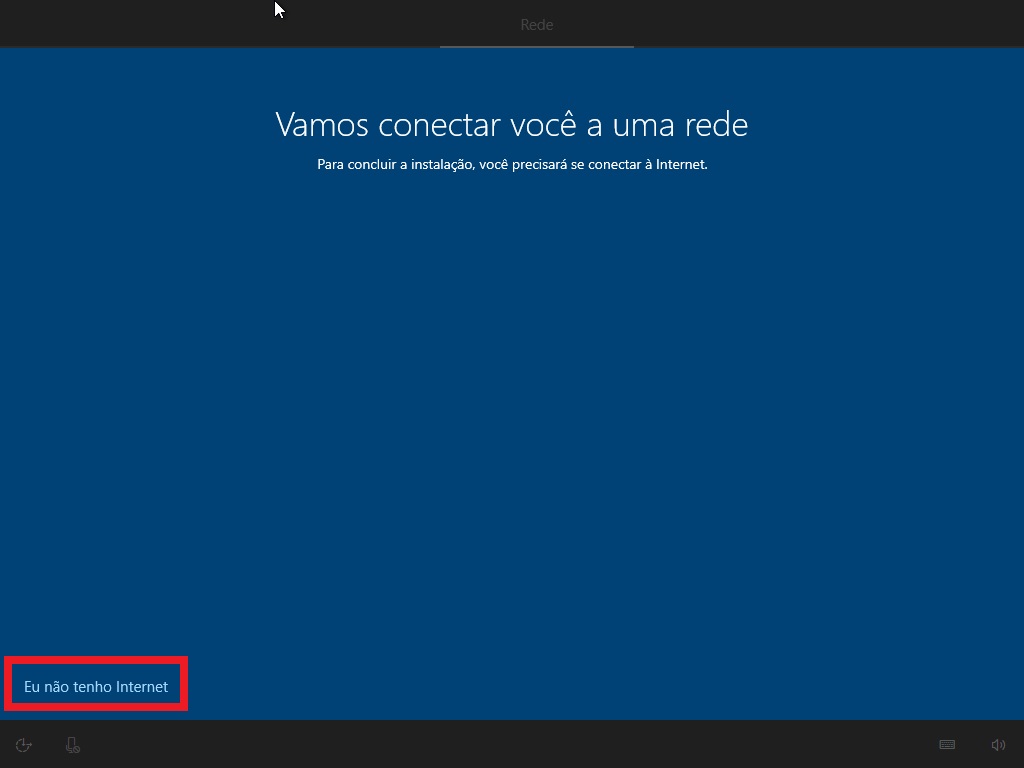 Rede
Vamos conectar você a uma rede
Para concluir a instalação, você precisará se conectar à Internet.
Eu não tenho Internet